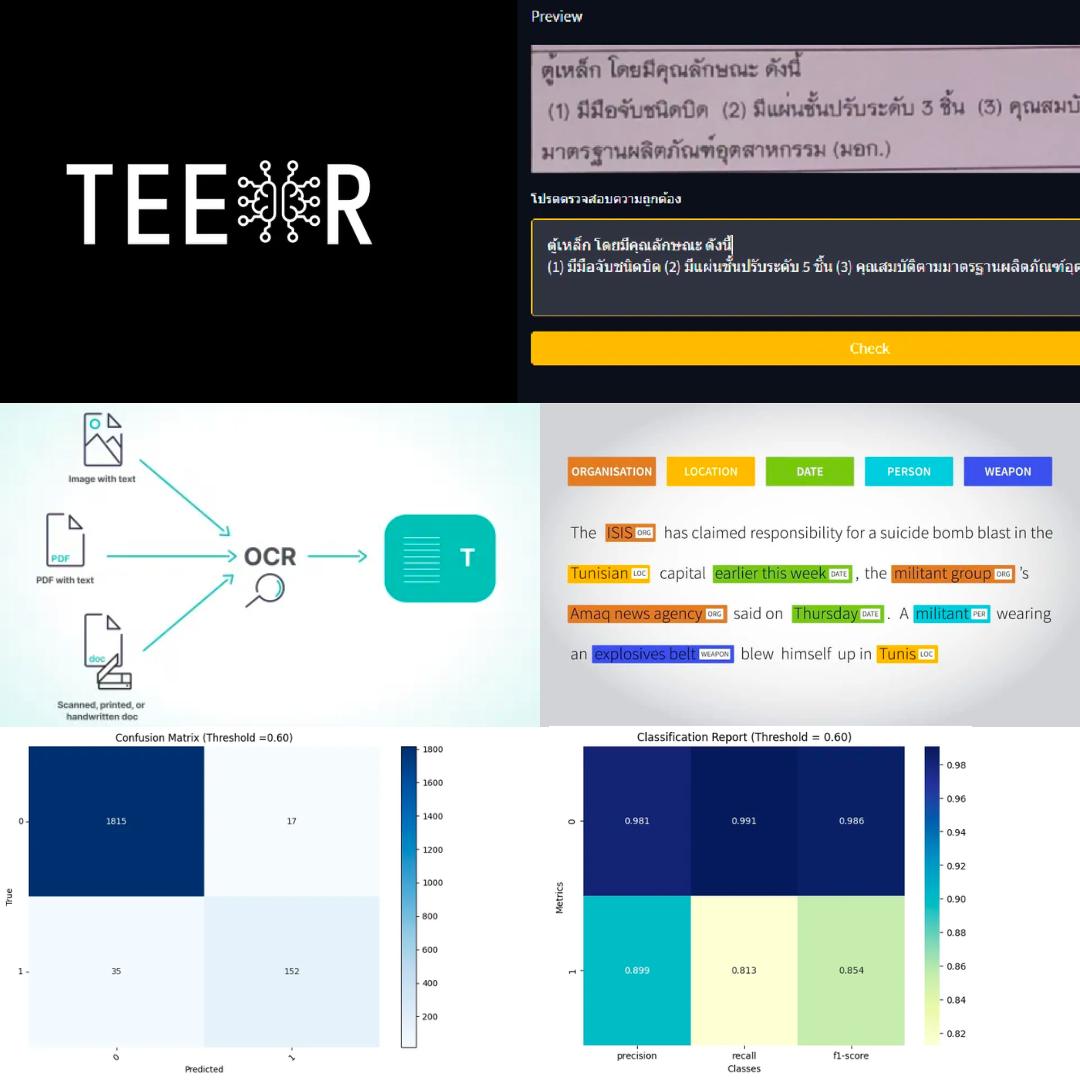 TEE R
Preview
ตู้เหล็ก โดยมีคุณลักษณะ ดังนี้
(1) มีมือจับชนิดบิด (2) มีแผ่นชั้นปรับระดับ 3 ชิ้น (3)
มาตรฐานผลิตภัณฑ์อุตสาหกรรม (มอก.)
โปรดตรวจสอบความถูกต้อง
ตู้เหล็ก โดยมีคุณลักษณะ ดังนี้
(1) มีมือจับชนิดบิด (2) มีแผ่นชั้นปรับระดับ 5 ชิ้น (3) คุณสมบัติตามมาตรฐานผลิตภัณฑ์
Check
Image with text
PDF
PDF with text
doc
Scanned, printed, or
handwritten doc
OCR
T
ORGANISATION LOCATION DATE PERSON WEAPON
The ISIS ORG has claimed responsibility for a suicide bomb blast in the
Tunisian LOC capital earlier this week DATE , the militant group ORG 's
Amaq news agency ORG said on Thursday DATE . A militant PER wearing
an explosives belt WEAPON blew himself up in Tunis LOC
Confusion Matrix (Threshold =0.60)
True
0
1815 17
1
35 152
0 1
Predicted
1800
1600
1400
1200
1000
800
600
400
200
Classification Report (Threshold = 0.60)
Metrics
0
0.981 0.991 0.986
1
0.899 0.813 0.854
precision recall f1-score
Classes
0.98
0.96
0.94
0.92
0.90
0.88
0.86
0.84
0.82